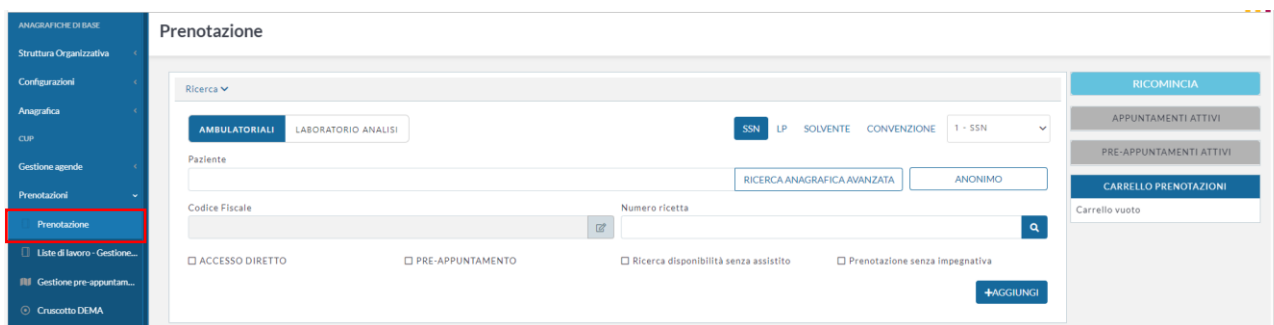 ANAGRAFICHE DI BASE
Struttura Organizzativa
Configurazioni
Anagrafica
CUP
Gestione agende
Prenotazioni
Prenotazione
Liste di lavoro - Gestione...
Gestione pre-appuntam...
Cruscotto DEMA
Prenotazione
Ricerca
AMBULATORIALI LABORATORIO ANALISI
SSN LP SOLVENTE CONVENZIONE 1 - SSN
Paziente
RICERCA ANAGRAFICA AVANZATA ANONIMO
Codice Fiscale Numero ricetta
ACCESSO DIRETTO PRE-APPUNTAMENTO Ricerca disponibilità senza assistito Prenotazione senza impegnativa
+AGGIUNGI
RICOMINCIA
APPUNTAMENTI ATTIVI
PRE-APPUNTAMENTI ATTIVI
CARRELLO PRENOTAZIONI
Carrello vuoto